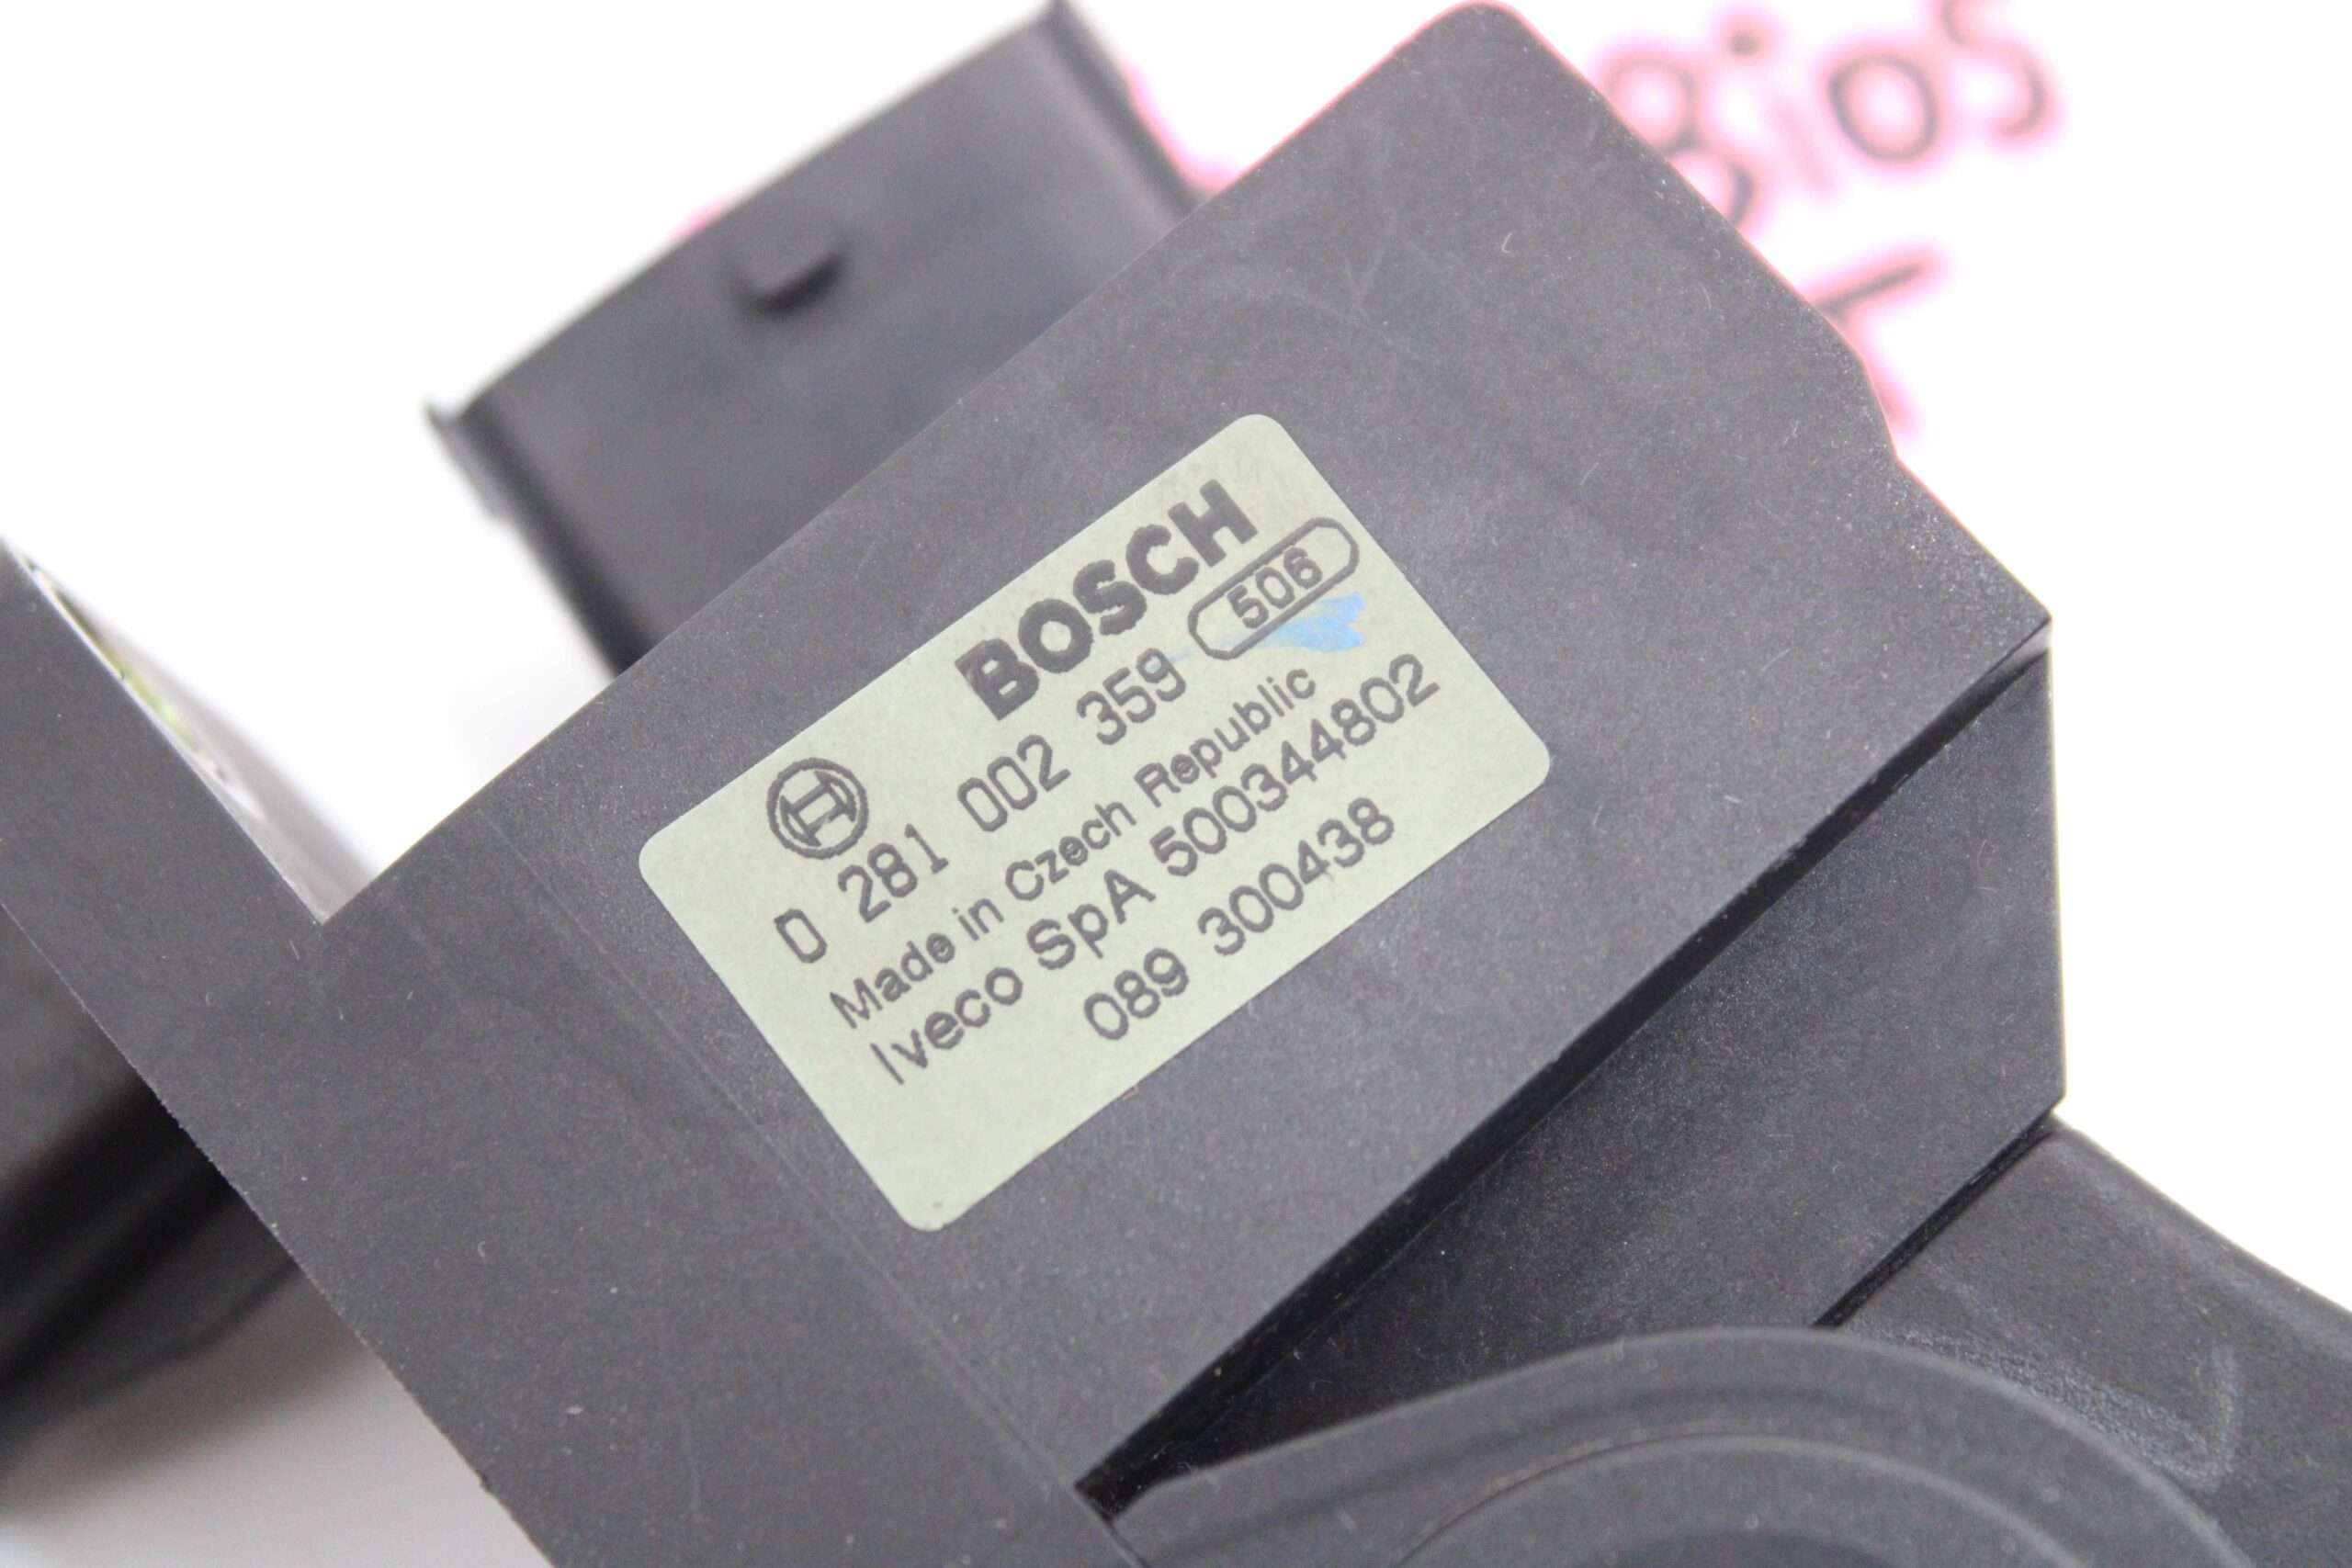 BOSCH
0 281 002 359 506
Made in Czech Republic
Iveco SpA 500344802
089 300438